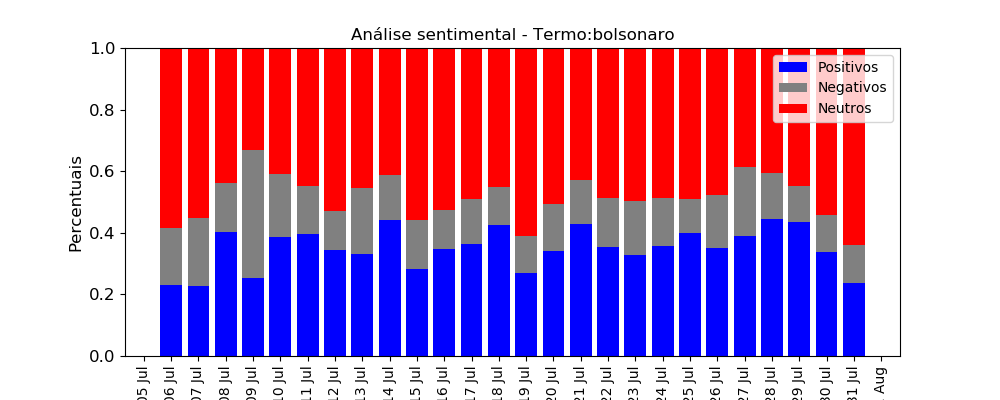 Análise sentimental - Termo:bolsonaro
Percentuais
1.0
0.8
0.6
0.4
0.2
0.0
Positivos
Negativos
Neutros
05 Jul
06 Jul
07 Jul
08 Jul
09 Jul
10 Jul
11 Jul
12 Jul
13 Jul
14 Jul
15 Jul
16 Jul
17 Jul
18 Jul
19 Jul
20 Jul
21 Jul
22 Jul
23 Jul
24 Jul
25 Jul
26 Jul
27 Jul
28 Jul
29 Jul
30 Jul
31 Jul
Aug